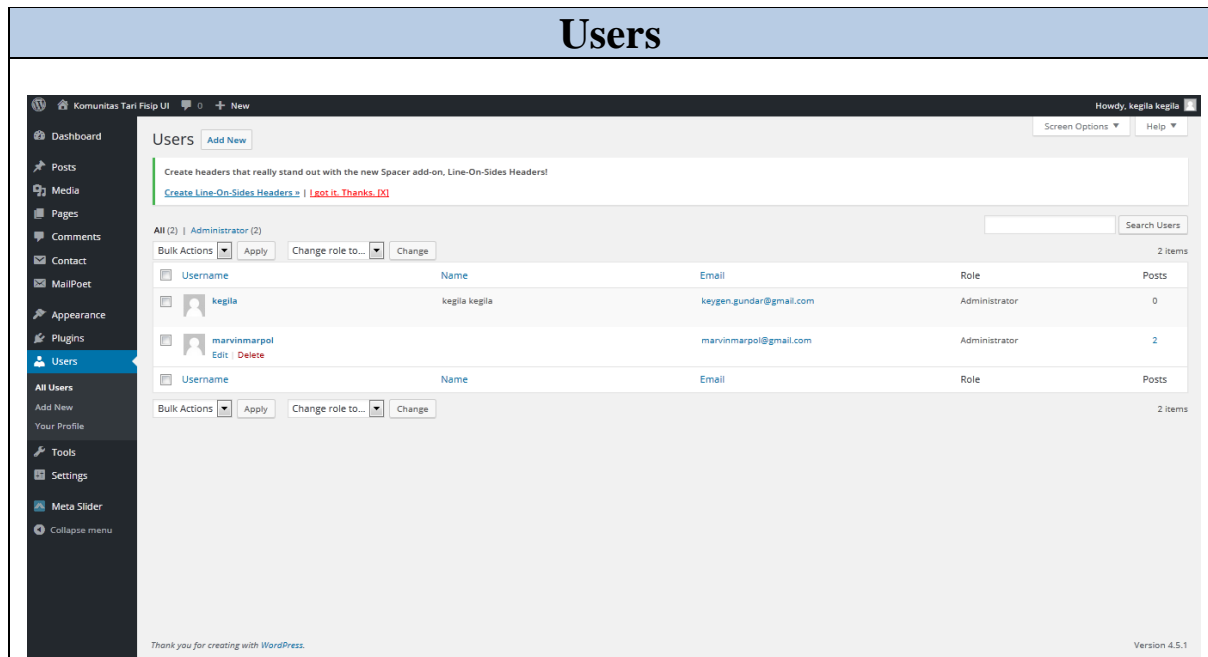 Users
Komunitas Tari Fisip UI 0 + New Howdy, kegila kegila
Screen Options ▼ Help ▼
Dashboard
Posts
Media
Pages
Comments
Contact
MailPoet
Appearance
Plugins
Users
All Users
Add New
Your Profile
Tools
Settings
Meta Slider
Collapse menu
Users Add New
Create headers that really stand out with the new Spacer add-on, Line-On-Sides Headers!
Create Line-On-Sides Headers » | I got it. Thanks. [X]
Search Users
All (2) | Administrator (2)
Bulk Actions Apply Change role to... Change 2 items
Username Name Email Role Posts
kegila kegila kegila keygen.gundar@gmail.com Administrator 0
marvinmarpol marvinmarpol@gmail.com Administrator 2
Edit | Delete
Username Name Email Role Posts
Bulk Actions Apply Change role to... Change 2 items
Thank you for creating with WordPress. Version 4.5.1